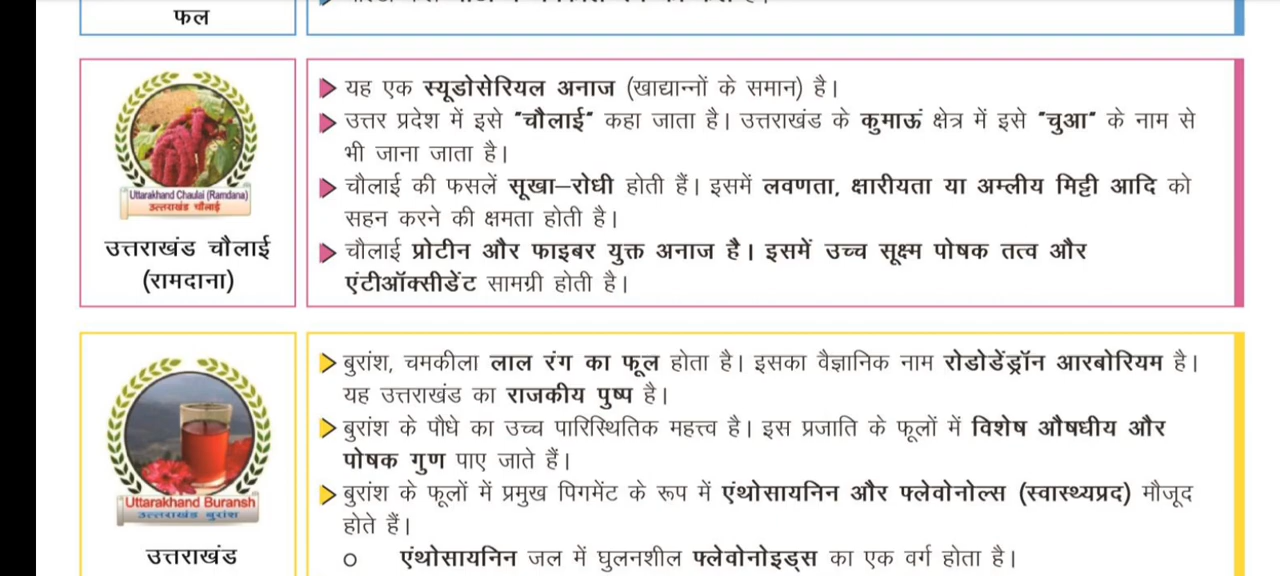 फल
यह एक स्यूडोसेरियल अनाज (खाद्यान्नों के समान) है।
उत्तर प्रदेश में इसे "चौलाई" कहा जाता है। उत्तराखंड के कुमाऊं क्षेत्र में इसे "चुआ" के नाम से
भी जाना जाता है।
चौलाई की फसलें सूखा–रोधी होती हैं। इसमें लवणता, क्षारीयता या अम्लीय मिट्टी आदि को
सहन करने की क्षमता होती है।
चौलाई प्रोटीन और फाइबर युक्त अनाज है। इसमें उच्च सूक्ष्म पोषक तत्व और
एंटीऑक्सीडेंट सामग्री होती है।
Uttarakhand Chaulai (Ramdana)
उत्तराखंड चौलाई
उत्तराखंड चौलाई
(रामदाना)
बुरांश, चमकीला लाल रंग का फूल होता है। इसका वैज्ञानिक नाम रोडोडेंड्रॉन आरबोरियम है।
यह उत्तराखंड का राजकीय पुष्प है।
बुरांश के पौधे का उच्च पारिस्थितिक महत्त्व है। इस प्रजाति के फूलों में विशेष औषधीय और
पोषक गुण पाए जाते हैं।
बुरांश के फूलों में प्रमुख पिगमेंट के रूप में एंथोसायनिन और फ्लेवोनोल्स (स्वास्थ्यप्रद) मौजूद
होते हैं।
o एंथोसायनिन जल में घुलनशील फ्लेवोनोइड्स का एक वर्ग होता है।
Uttarakhand Buransh
उत्तराखंड बुरांश
उत्तराखंड